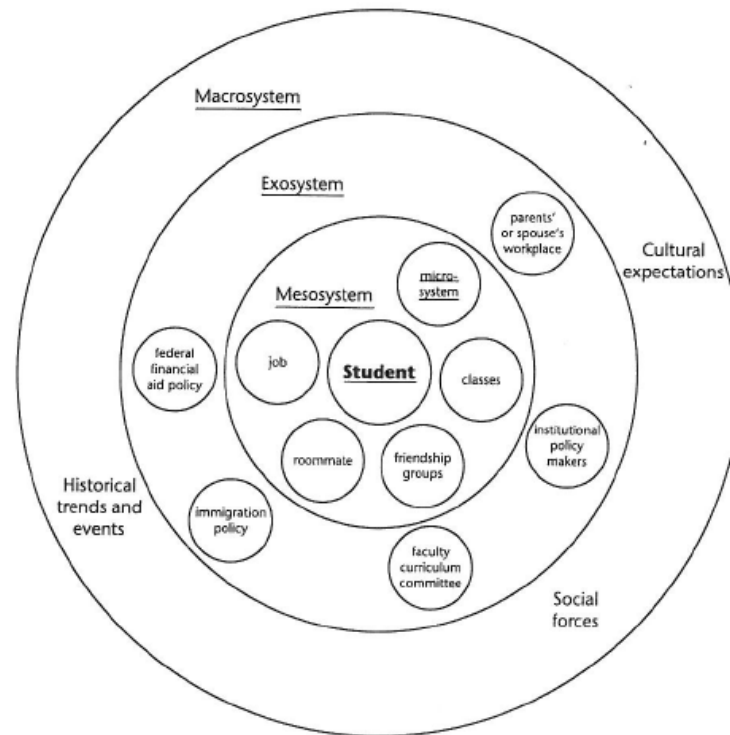 Macrosystem
Exosystem
parents'
or spouse's
workplace
Cultural
expectations
micro-
system
Mesosystem
federal
financial
aid policy
job
Student
classes
institutional
policy
makers
roommate
friendship
groups
Historical
trends and
events
immigration
policy
faculty
curriculum
committee
Social
forces